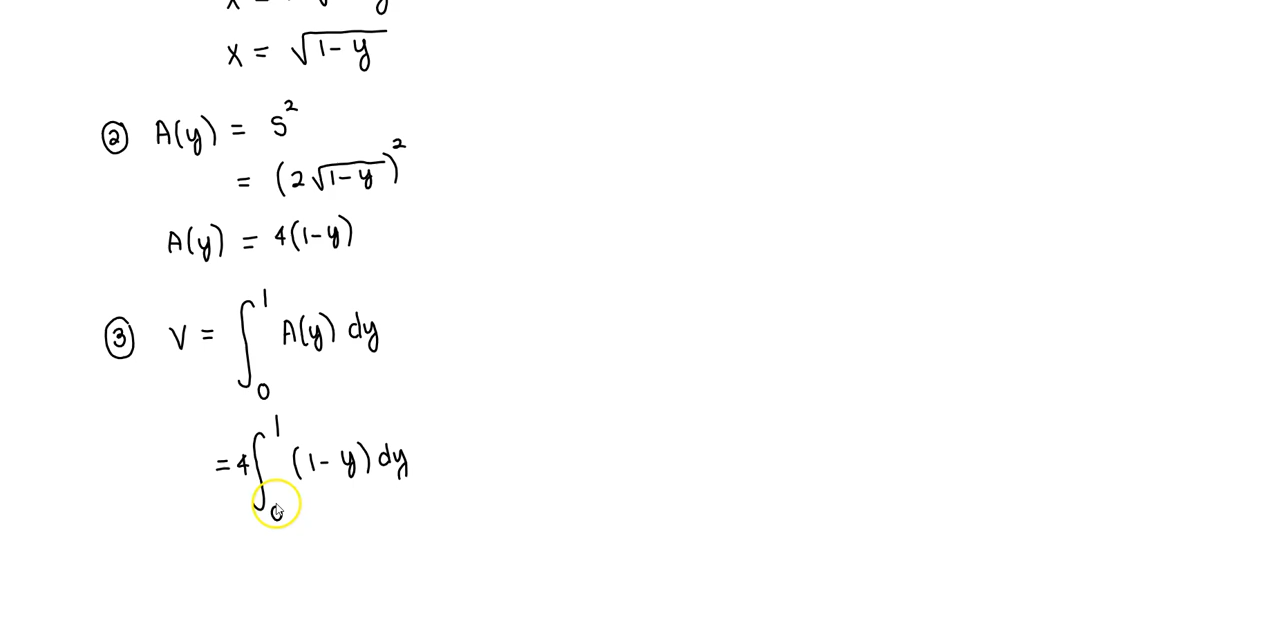 x = √(1-y)
② A(y) = s²
= (2√(1-y))²
A(y) = 4(1-y)
③ V = ∫₀¹ A(y) dy
= 4∫₀¹ (1-y) dy